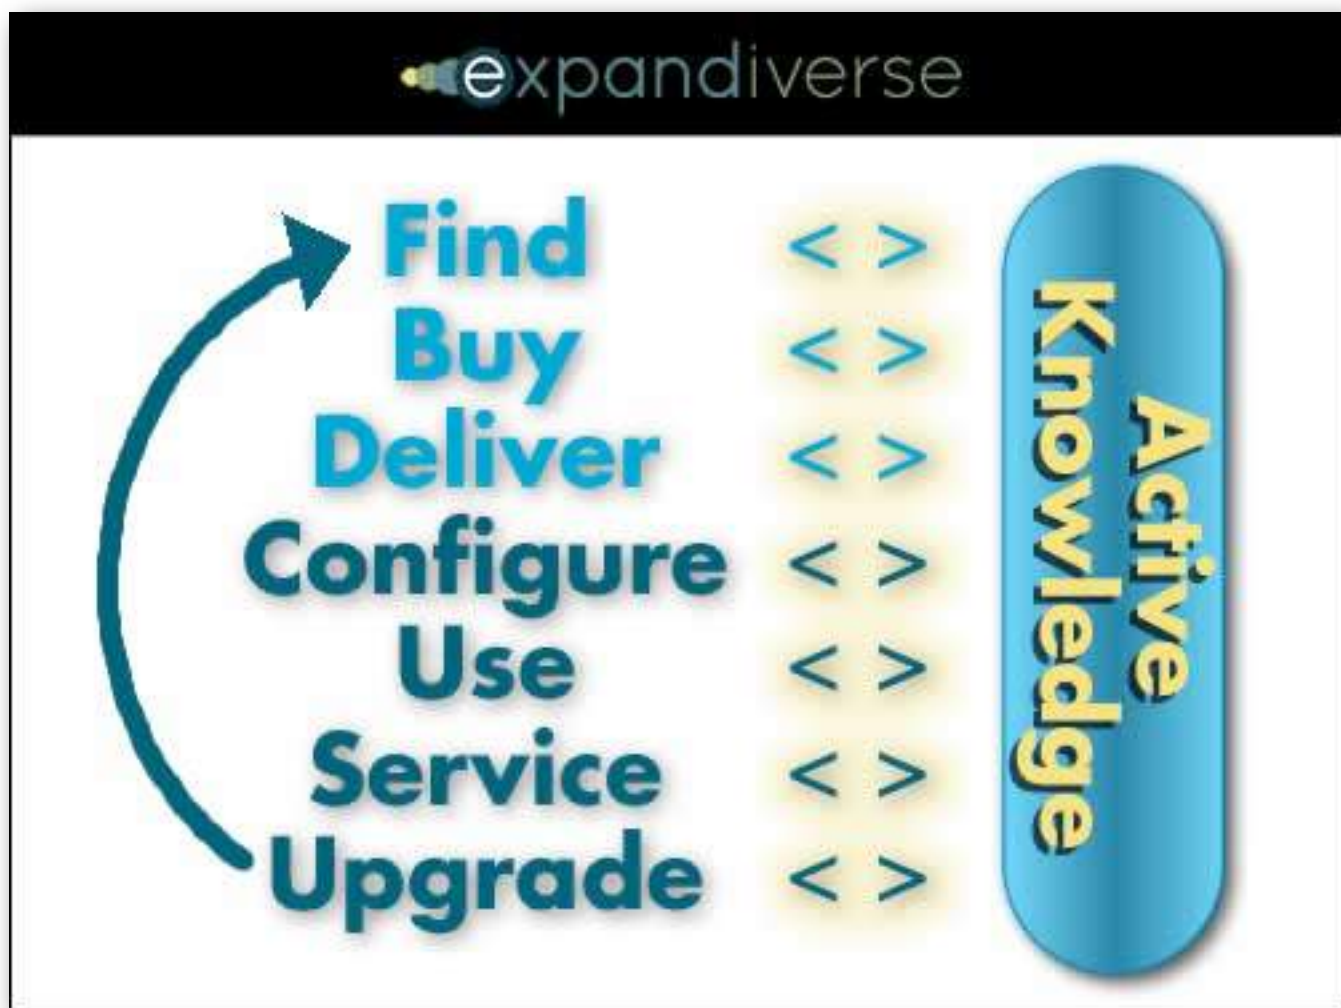 expandiverse
Find < >
Buy < >
Deliver < >
Configure < >
Use < >
Service < >
Upgrade < >
Active
Knowledge